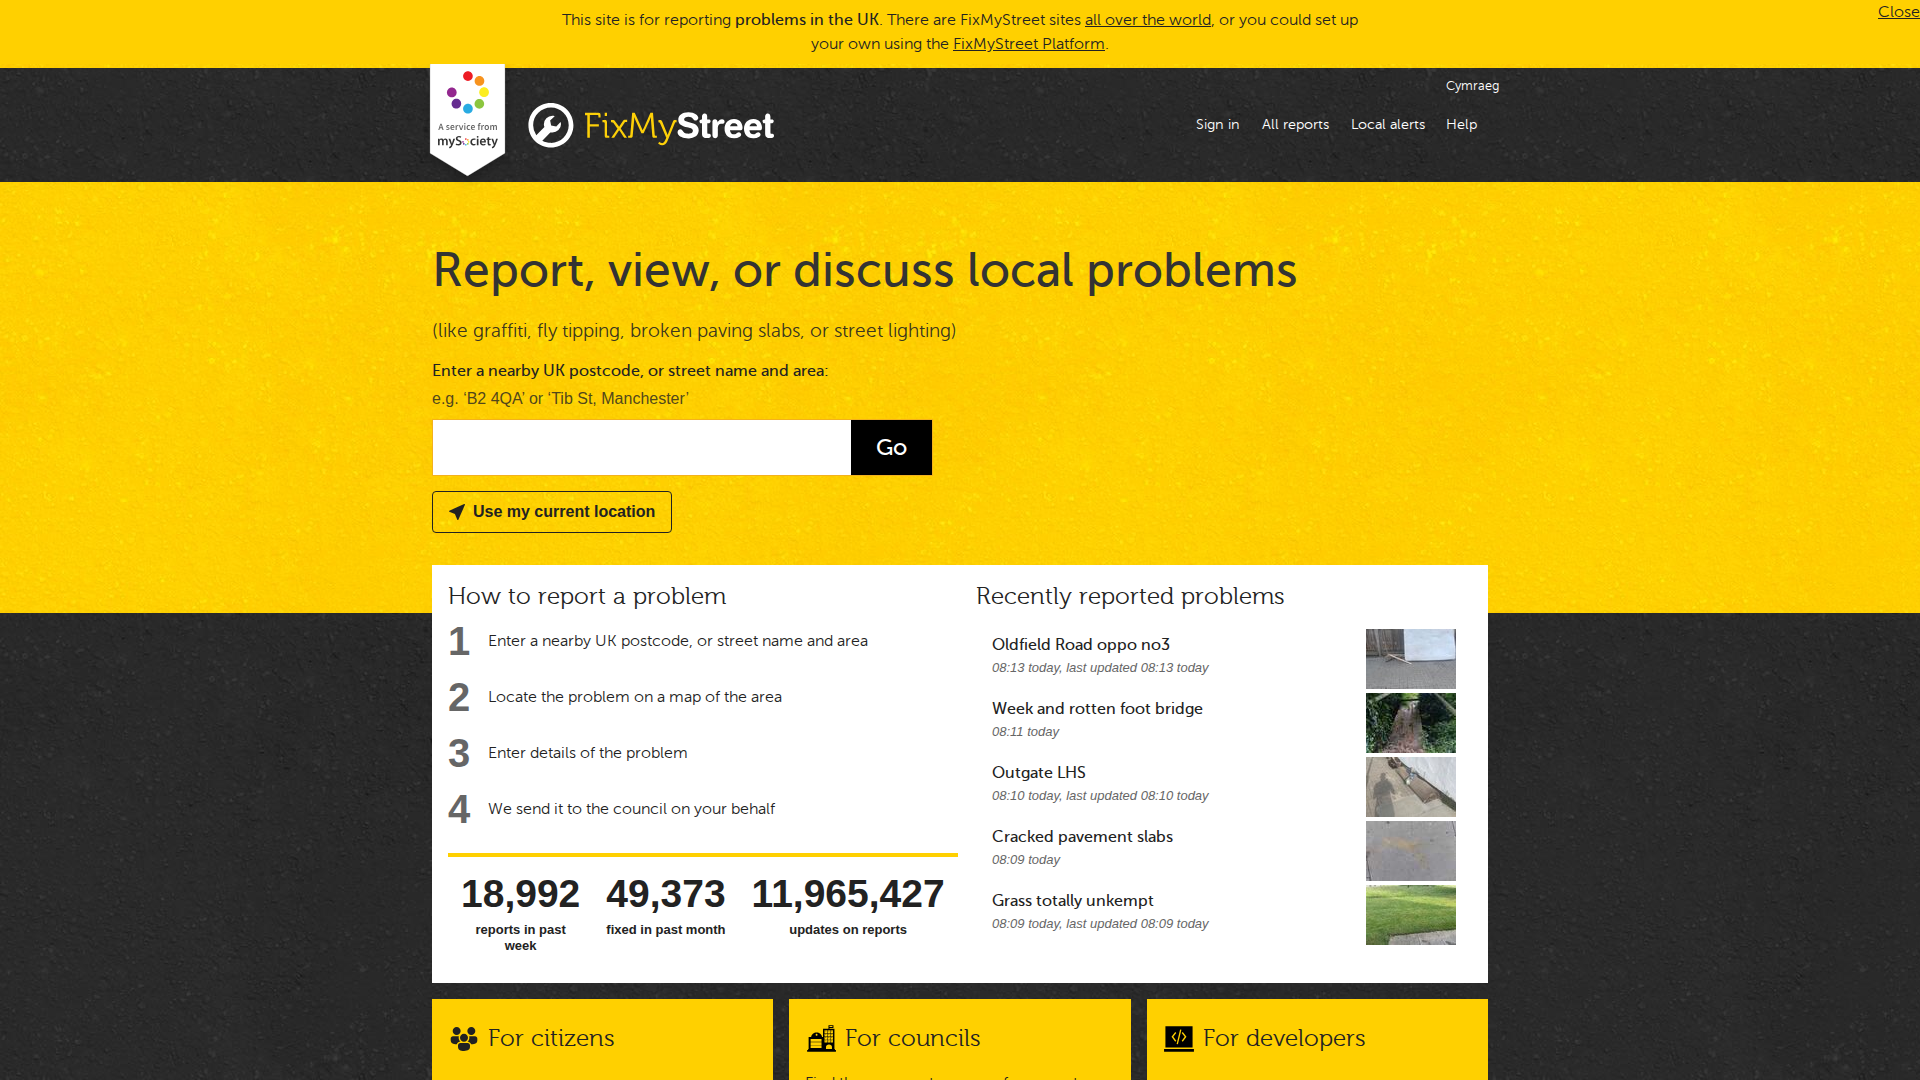 This site is for reporting problems in the UK. There are FixMyStreet sites all over the world, or you could set up
your own using the FixMyStreet Platform.
Close
Cymraeg
A service from
mySociety
FixMyStreet
Sign in
All reports
Local alerts
Help
Report, view, or discuss local problems
(like graffiti, fly tipping, broken paving slabs, or street lighting)
Enter a nearby UK postcode, or street name and area:
e.g. ‘B2 4QA’ or ‘Tib St, Manchester’
Go
Use my current location
How to report a problem
1 Enter a nearby UK postcode, or street name and area
2 Locate the problem on a map of the area
3 Enter details of the problem
4 We send it to the council on your behalf
18,992
reports in past
week
49,373
fixed in past month
11,965,427
updates on reports
Recently reported problems
Oldfield Road oppo no3
08:13 today, last updated 08:13 today
Week and rotten foot bridge
08:11 today
Outgate LHS
08:10 today, last updated 08:10 today
Cracked pavement slabs
08:09 today
Grass totally unkempt
08:09 today, last updated 08:09 today
For citizens
For councils
For developers